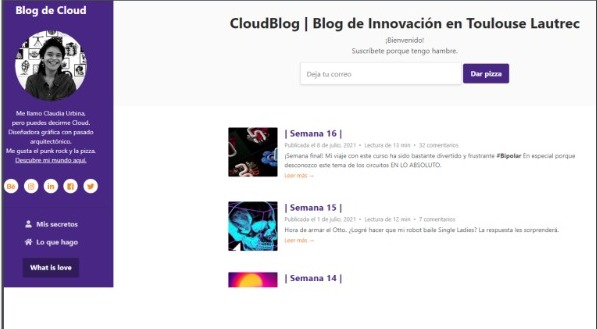 Blog de Cloud
Me llamo Claudia Urbina,
pero puedes decirme Cloud.
Diseñadora gráfica con pasado
arquitectónico.
Me gusta el punk rock y la pizza.
Descubre mi mundo aquí.
Bē
in
Mis secretos
Lo que hago
What is love
CloudBlog | Blog de Innovación en Toulouse Lautrec
¡Bienvenido!
Suscribete porque tengo hambre.
Deja tu correo
Dar pizza
| Semana 16 |
Publicada el 8 de julio, 2021 • Lectura de 13 min • 32 comentarios
¡Semana final! Mi viaje con este curso ha sido bastante divertido y frustrante #Bipolar En especial porque
desconozco este tema de los circuitos EN LO ABSOLUTO.
Leer más →
| Semana 15 |
Publicada el 1 de julio, 2021 • Lectura de 12 min • 7 comentarios
Hora de armar el Otto. ¿Logré hacer que mi robot baile Single Ladies? La respuesta les sorprenderá.
Leer más →
| Semana 14 |